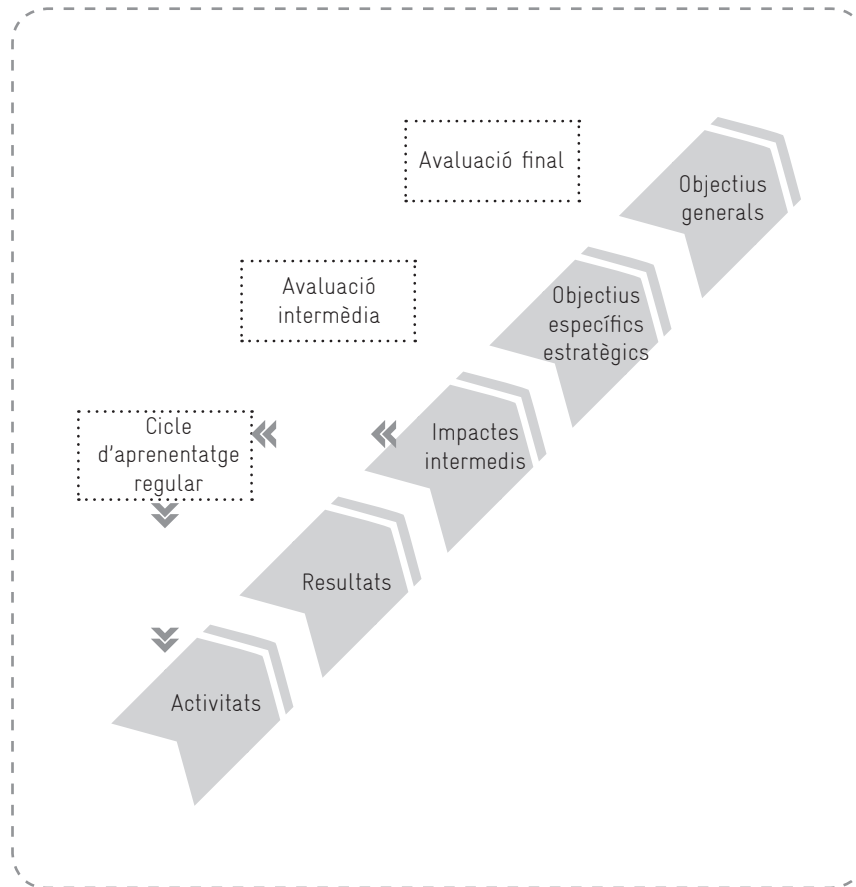 Avaluació final
Objectius
generals
Avaluació
intermèdia
Objectius
específics
estratègics
Cicle
d'aprenentatge
regular
Impactes
intermedis
Resultats
Activitats